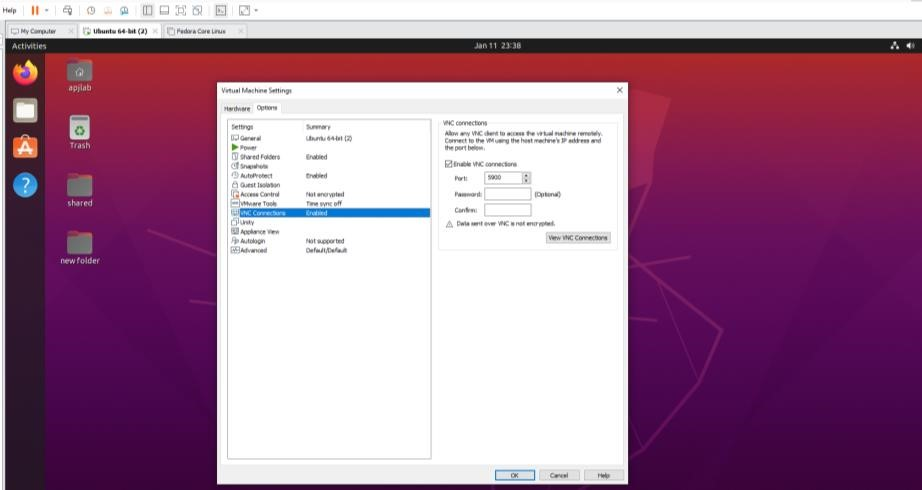 Help
My Computer
Ubuntu 64-bit (2)
Fedora Core Linux
Activities
Jan 11 23:38
apjlab
Trash
shared
new folder
Virtual Machine Settings
Hardware Options
Settings Summary
General Ubuntu 64-bit (2)
Power
Shared Folders Enabled
Snapshots
AutoProtect Enabled
Guest Isolation
Access Control Not encrypted
VMware Tools Time sync off
VNC Connections Enabled
Unity
Appliance View
Autologin Not supported
Advanced Default/Default
VNC connections
Allow any VNC client to access the virtual machine remotely.
Connect to the VM using the host machine's IP address and
the port below.
Enable VNC connections
Port: 5900
Password: (Optional)
Confirm:
Data sent over VNC is not encrypted.
View VNC Connections
OK Cancel Help